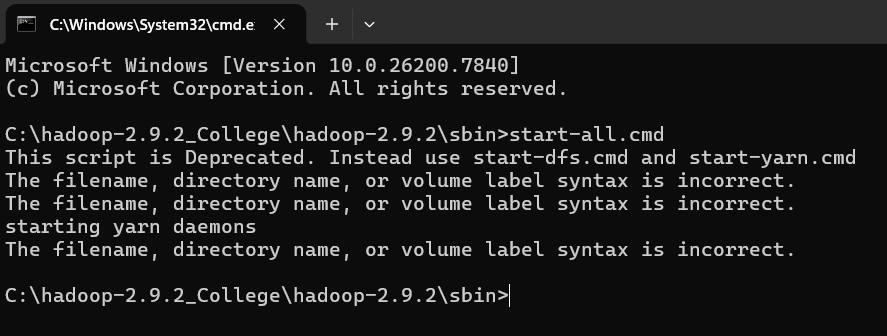 C:\Windows\System32\cmd.e
Microsoft Windows [Version 10.0.26200.7840]
(c) Microsoft Corporation. All rights reserved.
C:\hadoop-2.9.2_College\hadoop-2.9.2\sbin>start-all.cmd
This script is Deprecated. Instead use start-dfs.cmd and start-yarn.cmd
The filename, directory name, or volume label syntax is incorrect.
The filename, directory name, or volume label syntax is incorrect.
starting yarn daemons
The filename, directory name, or volume label syntax is incorrect.
C:\hadoop-2.9.2_College\hadoop-2.9.2\sbin>